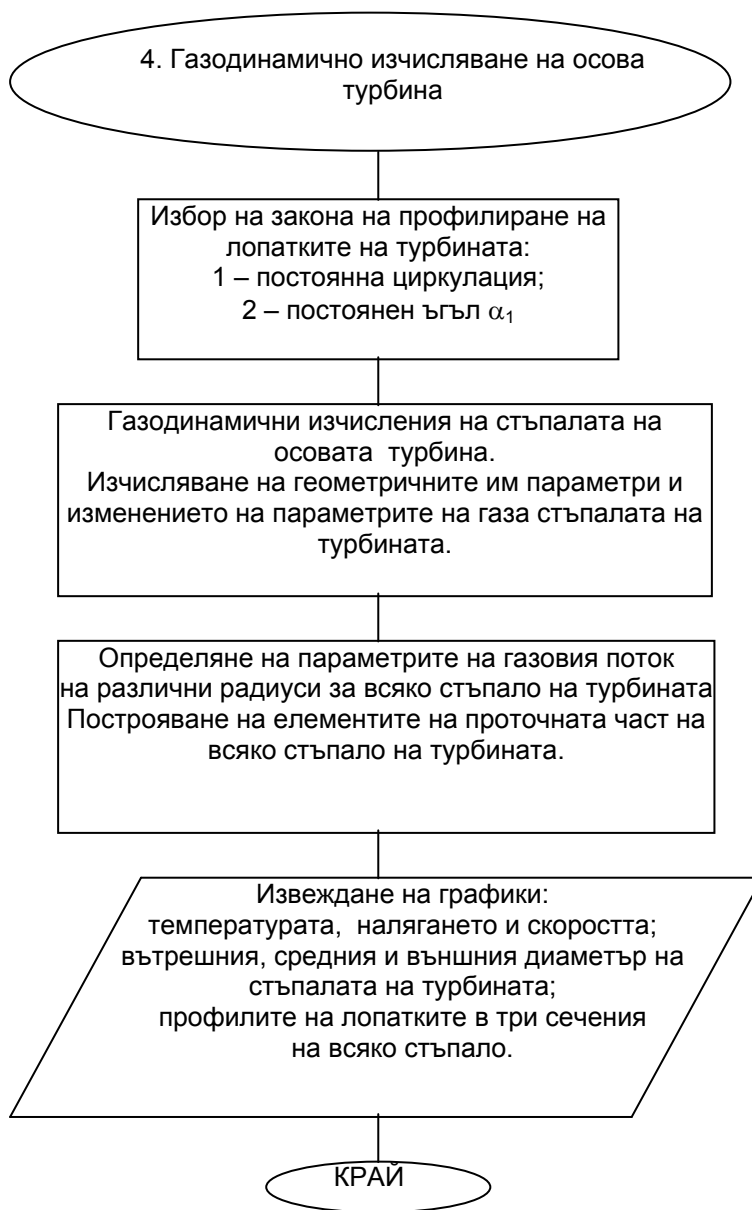 4. Газодинамично изчисляване на осова
турбина
Избор на закона на профилиране на
лопатките на турбината:
1 – постоянна циркулация;
2 – постоянен ъгъл α₁
Газодинамични изчисления на стъпалата на
осовата турбина.
Изчисляване на геометричните им параметри и
изменението на параметрите на газа стъпалата на
турбината.
Определяне на параметрите на газовия поток
на различни радиуси за всяко стъпало на турбината
Построяване на елементите на проточната част на
всяко стъпало на турбината.
Извеждане на графики:
температурата, налягането и скоростта;
вътрешния, средния и външния диаметър на
стъпалата на турбината;
профилите на лопатките в три сечения
на всяко стъпало.
КРАЙ